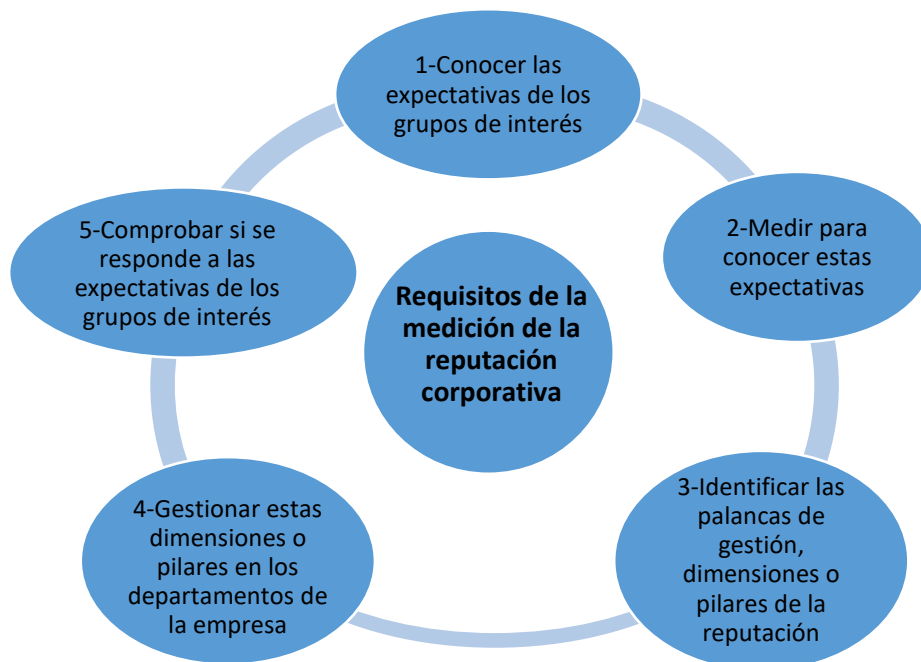 1-Conocer las
expectativas de los
grupos de interés
2-Medir para
conocer estas
expectativas
3-Identificar las
palancas de
gestión,
dimensiones o
pilares de la
reputación
4-Gestionar estas
dimensiones o
pilares en los
departamentos de
la empresa
5-Comprobar si se
responde a las
expectativas de los
grupos de interés
Requisitos de la
medición de la
reputación
corporativa